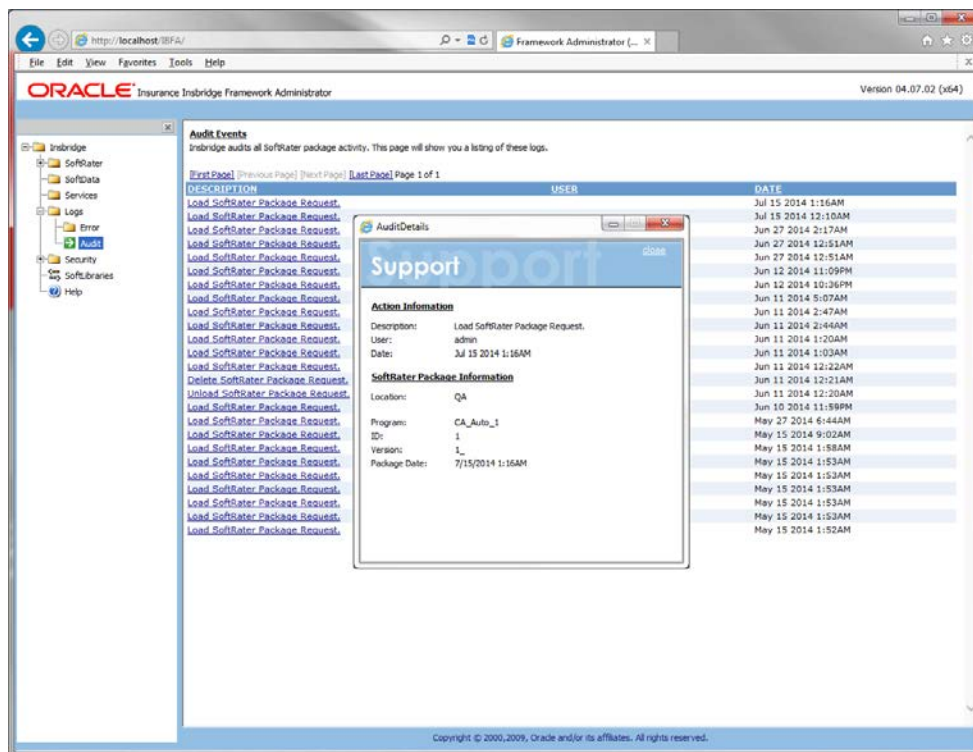 http://localhost/IBFA/
Framework Administrator (...
File Edit View Favorites Tools Help
ORACLE Insurance Insbridge Framework Administrator
Version 04.07.02 (x64)
Insbridge
SoftRater
SoftData
Services
Logs
Error
Audit
Security
SoftLibraries
Help
Audit Events
Insbridge audits all SoftRater package activity. This page will show you a listing of these logs.
[First Page] [Previous Page] [Next Page] [Last Page] Page 1 of 1
DESCRIPTION USER DATE
Load SoftRater Package Request. Jul 15 2014 1:16AM
Load SoftRater Package Request. Jul 15 2014 12:10AM
Load SoftRater Package Request. Jun 27 2014 2:17AM
Load SoftRater Package Request. Jun 27 2014 12:51AM
Load SoftRater Package Request. Jun 27 2014 12:51AM
Load SoftRater Package Request. Jun 12 2014 11:09PM
Load SoftRater Package Request. Jun 12 2014 10:36PM
Load SoftRater Package Request. Jun 11 2014 5:07AM
Load SoftRater Package Request. Jun 11 2014 2:47AM
Load SoftRater Package Request. Jun 11 2014 2:44AM
Load SoftRater Package Request. Jun 11 2014 1:20AM
Load SoftRater Package Request. Jun 11 2014 1:03AM
Load SoftRater Package Request. Jun 11 2014 12:22AM
Delete SoftRater Package Request. Jun 11 2014 12:21AM
Unload SoftRater Package Request. Jun 11 2014 12:20AM
Load SoftRater Package Request. Jun 10 2014 11:59PM
Load SoftRater Package Request. May 27 2014 6:44AM
Load SoftRater Package Request. May 15 2014 9:02AM
Load SoftRater Package Request. May 15 2014 1:58AM
Load SoftRater Package Request. May 15 2014 1:53AM
Load SoftRater Package Request. May 15 2014 1:53AM
Load SoftRater Package Request. May 15 2014 1:53AM
Load SoftRater Package Request. May 15 2014 1:53AM
Load SoftRater Package Request. May 15 2014 1:53AM
Load SoftRater Package Request. May 15 2014 1:52AM
AuditDetails
Support
Support
close
Action Infomation
Description: Load SoftRater Package Request.
User: admin
Date: Jul 15 2014 1:16AM
SoftRater Package Information
Location: QA
Program: CA_Auto_1
ID: 1
Version: 1_
Package Date: 7/15/2014 1:16AM
Copyright © 2000,2009, Oracle and/or its affiliates. All rights reserved.